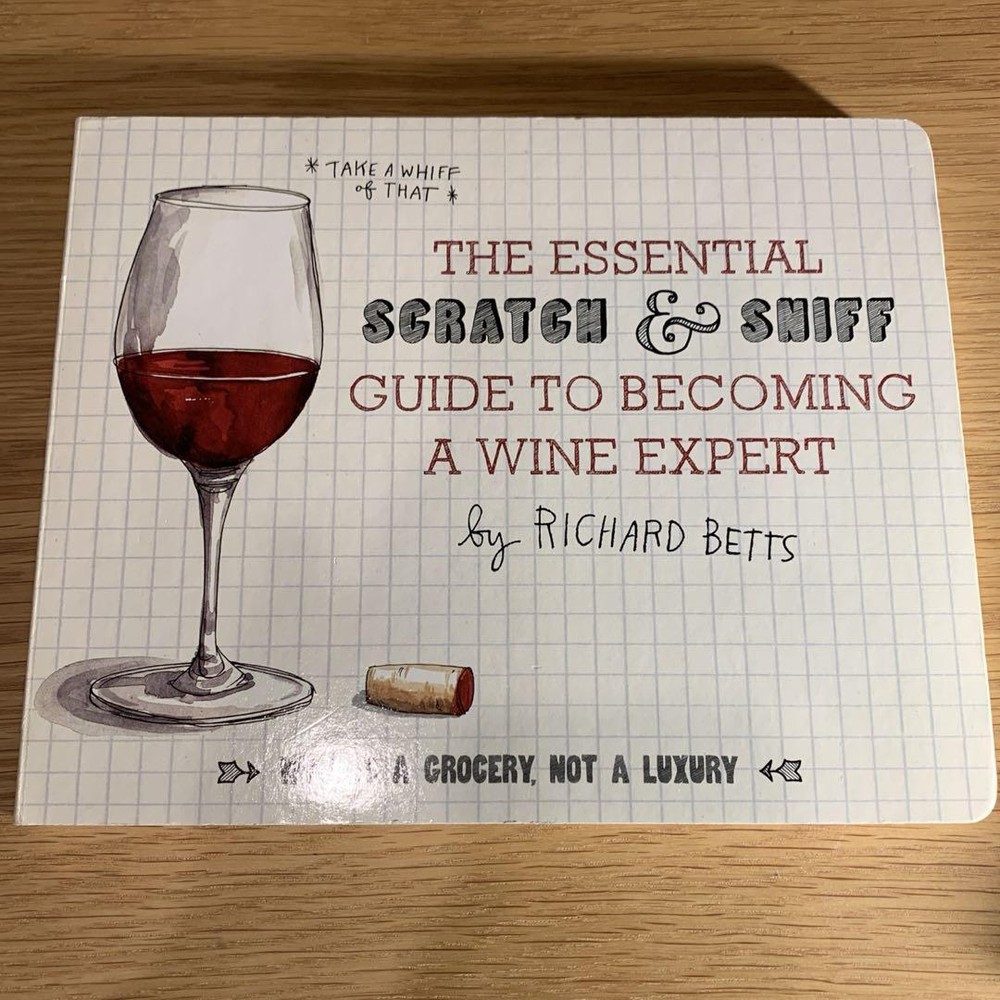 * TAKE A WHIFF
of THAT *
THE ESSENTIAL
SCRATCH & SNIFF
GUIDE TO BECOMING
A WINE EXPERT
by RICHARD BETTS
A GROCERY, NOT A LUXURY